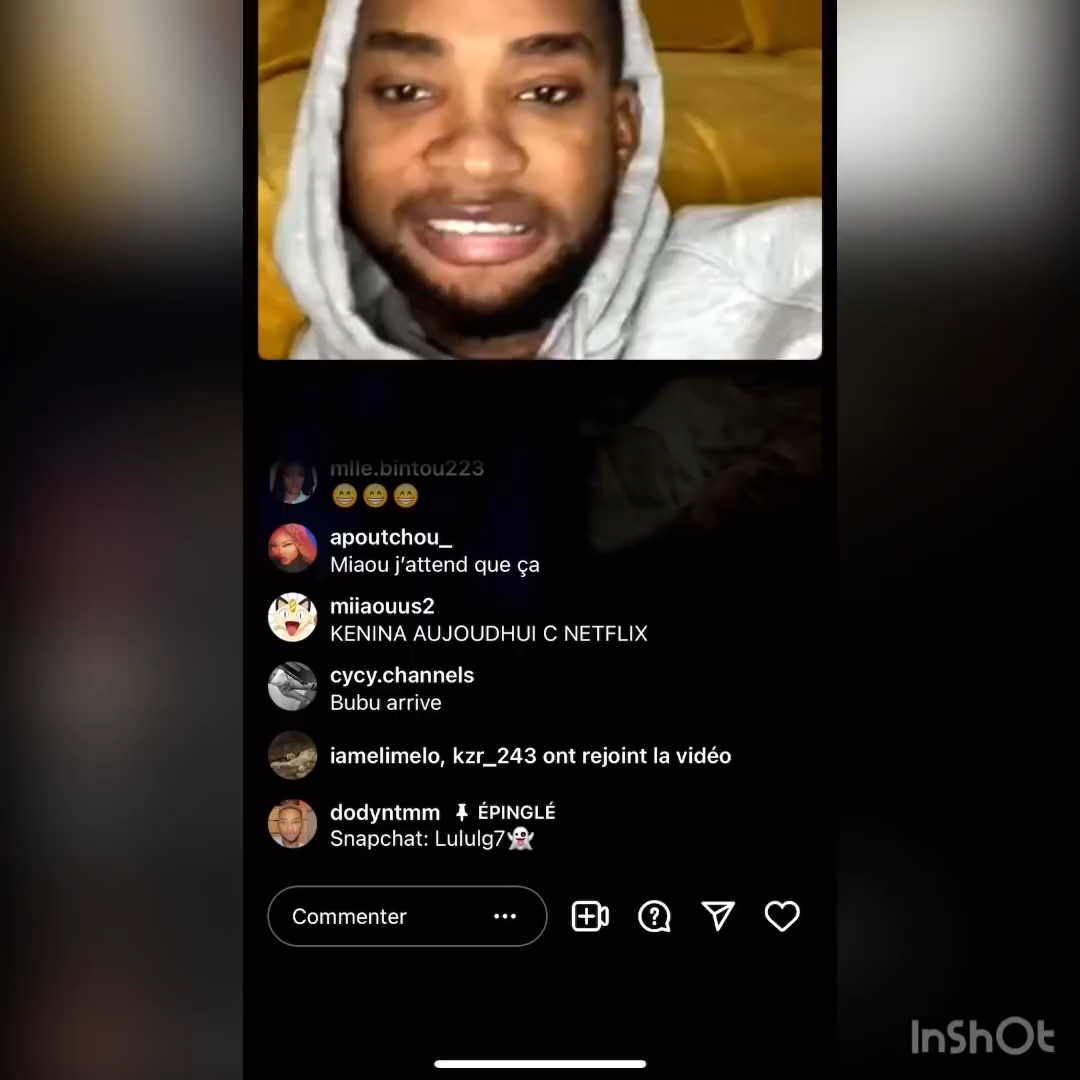 mlle.bintou223
😁😁😁
apoutchou_
Miaou j’attend que ça
miiaouus2
KENINA AUJOUDHUI C NETFLIX
cycy.channels
Bubu arrive
iamelimelo, kzr_243 ont rejoint la vidéo
dodyntmm ÉPINGLÉ
Snapchat: Lululg7👻
Commenter
InShOt